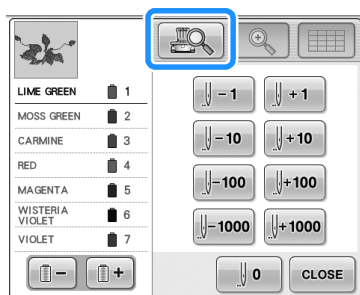 LIME GREEN 1
MOSS GREEN 2
CARMINE 3
RED 4
MAGENTA 5
WISTERIA
VIOLET 6
VIOLET 7
− +
-1 +1
-10 +10
-100 +100
-1000 +1000
0 CLOSE